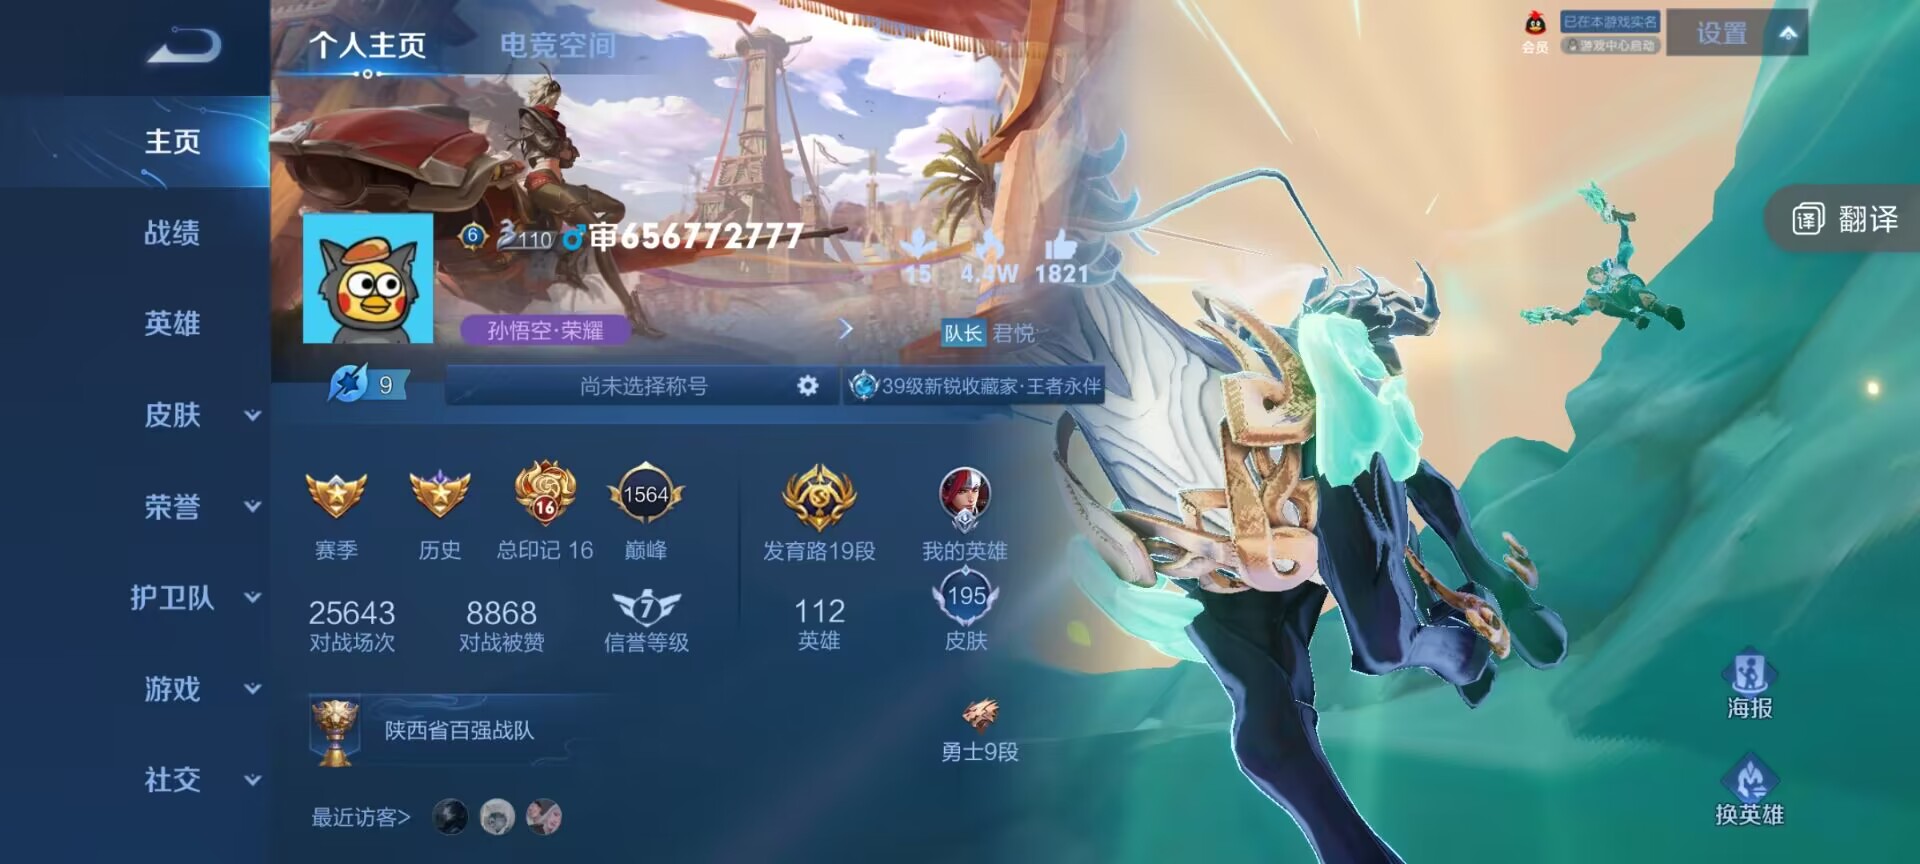 个人主页
电竞空间
会员
已在本游戏实名
游戏中心启动
设置
主页
战绩
英雄
皮肤
荣誉
护卫队
游戏
社交
翻译
6
110
审656772777
15
4.4W
1821
孙悟空·荣耀
队长 君悦
9
尚未选择称号
39级新锐收藏家·王者永伴
赛季
历史
16
总印记 16
1564
巅峰
发育路19段
我的英雄
25643
对战场次
8868
对战被赞
7
信誉等级
112
英雄
195
皮肤
陕西省百强战队
勇士9段
最近访客>
海报
换英雄